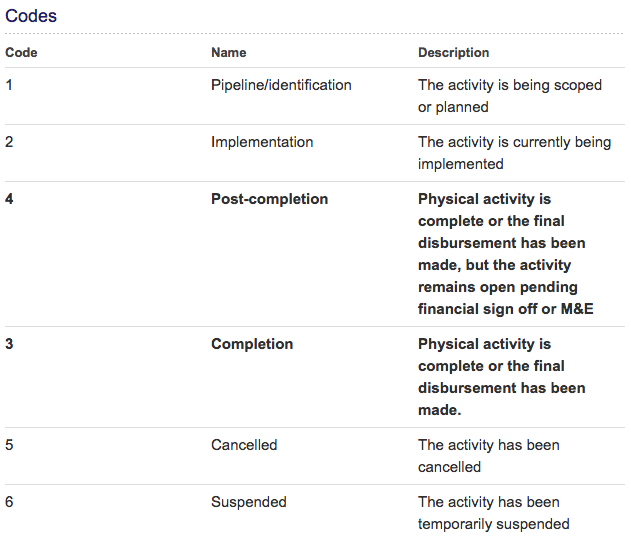 Codes
Code Name Description
1 Pipeline/identification The activity is being scoped
or planned
2 Implementation The activity is currently being
implemented
4 Post-completion Physical activity is
complete or the final
disbursement has been
made, but the activity
remains open pending
financial sign off or M&E
3 Completion Physical activity is
complete or the final
disbursement has been
made.
5 Cancelled The activity has been
cancelled
6 Suspended The activity has been
temporarily suspended